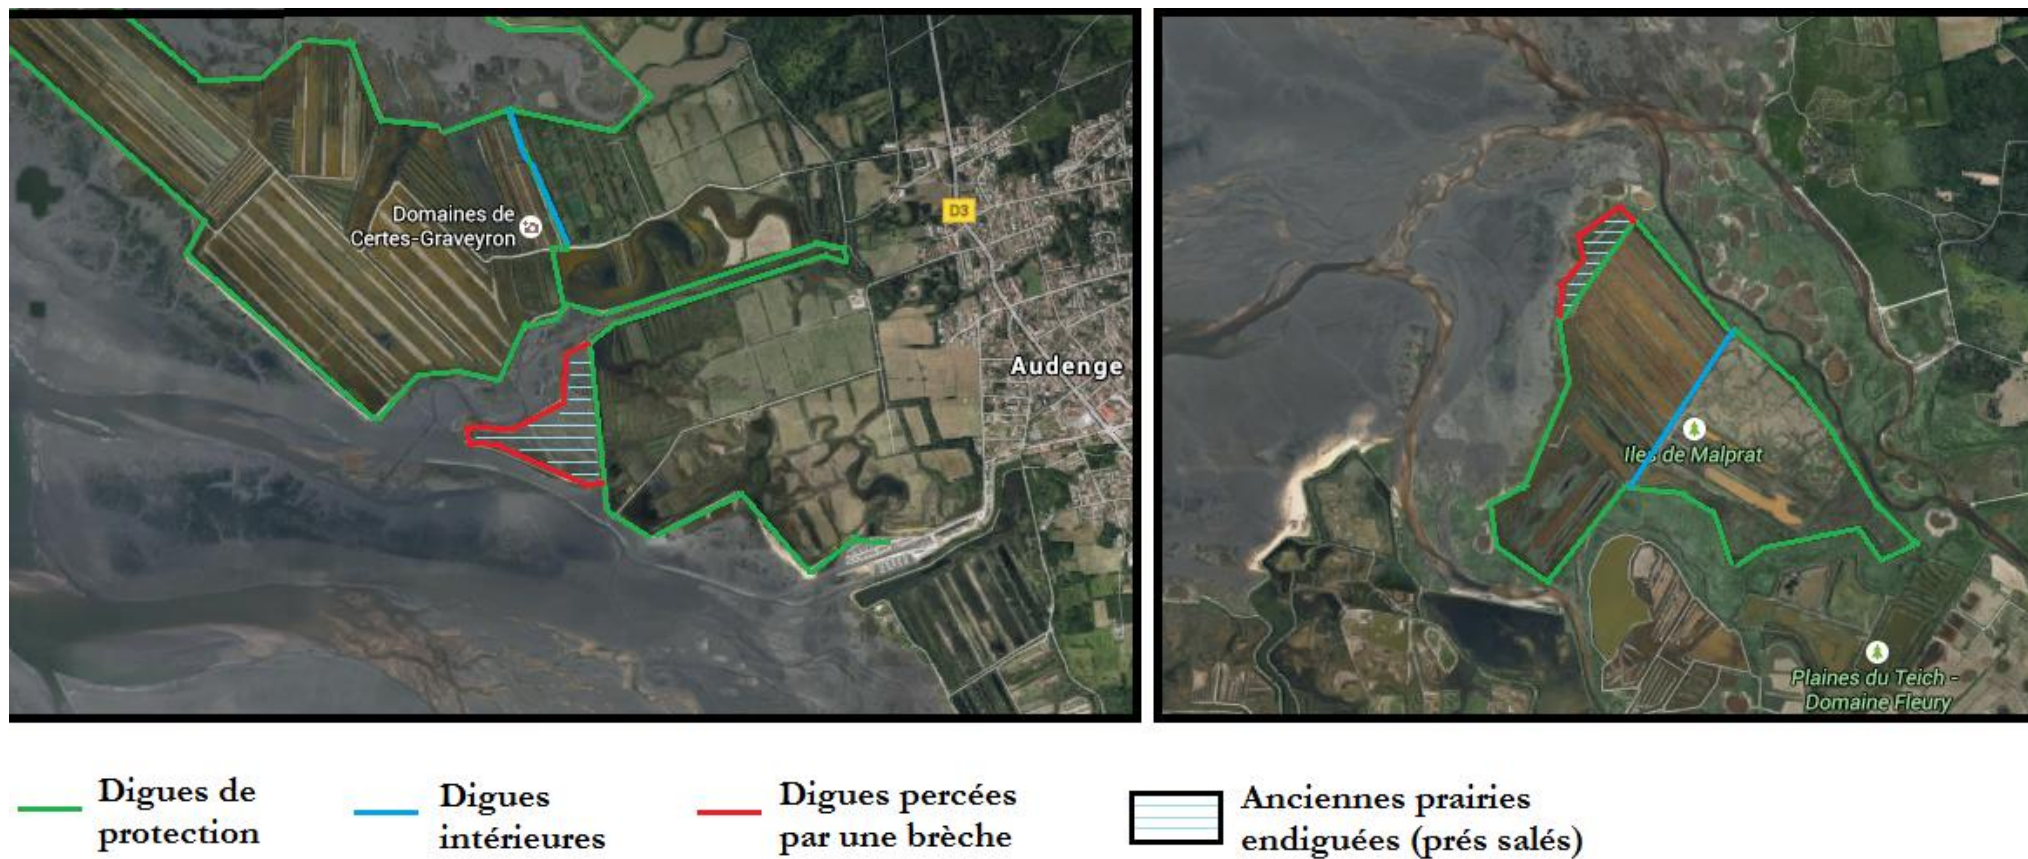 Domaines de
Certes-Graveyron
D3
Audenge
Iles de Malprat
Plaines du Teich -
Domaine Fleury
Digues de
protection
Digues
intérieures
Digues percées
par une brèche
Anciennes prairies
endiguées (prés salés)